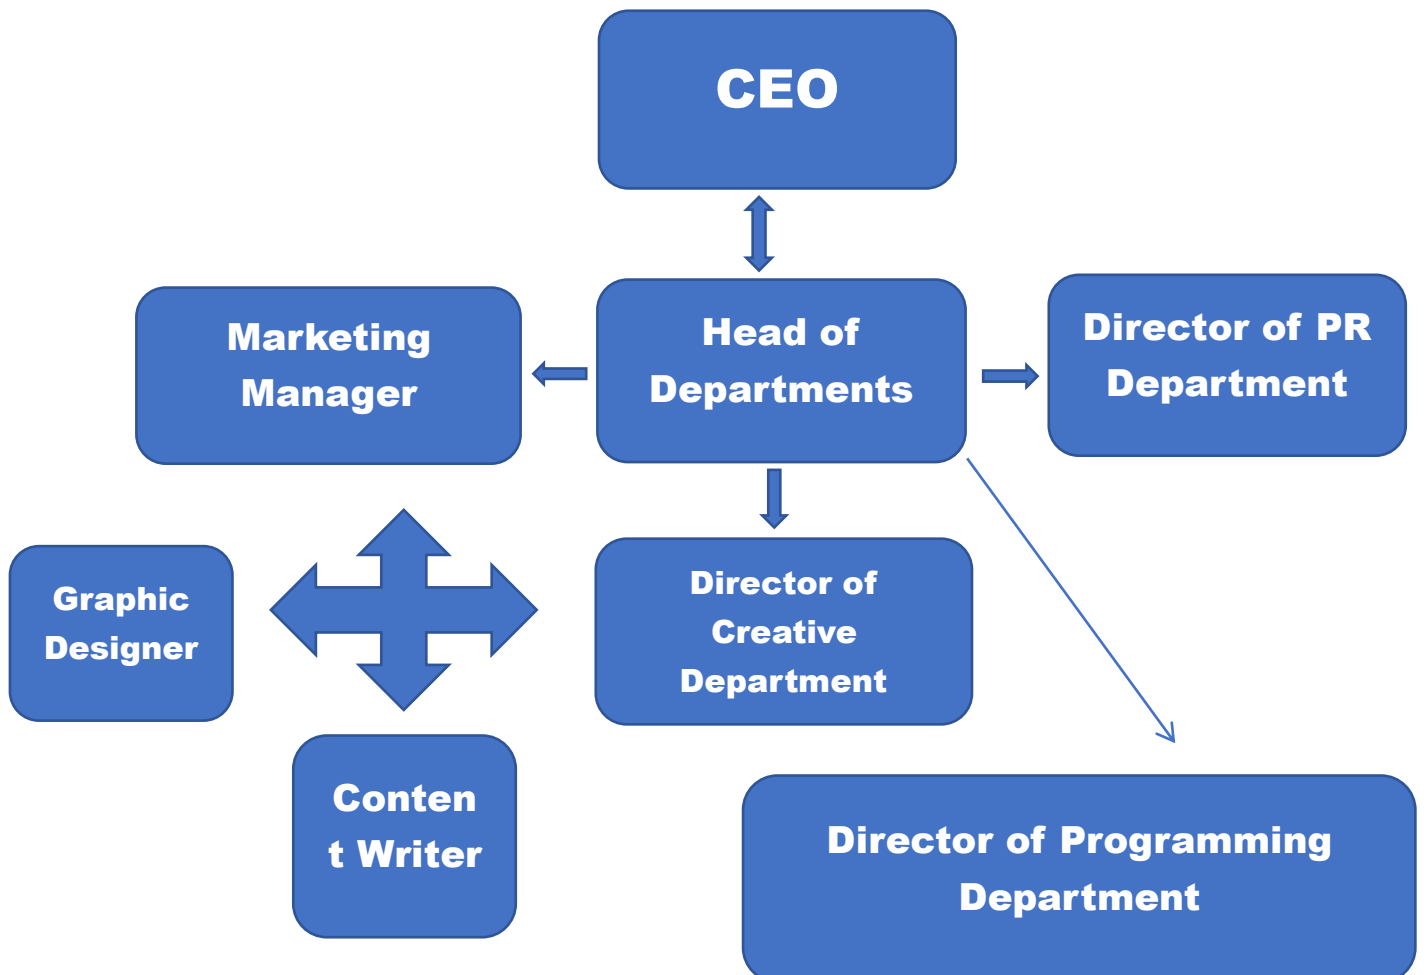 CEO
Marketing
Manager
Head of
Departments
Director of PR
Department
Graphic
Designer
Director of
Creative
Department
Conten
t Writer
Director of Programming
Department